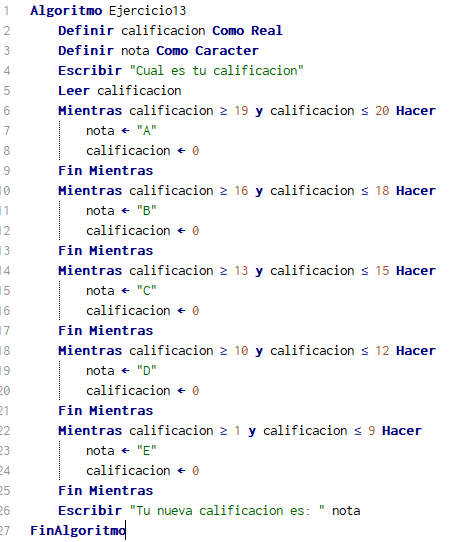 1 Algoritmo Ejercicio13
2 Definir calificacion Como Real
3 Definir nota Como Caracter
4 Escribir "Cual es tu calificacion"
5 Leer calificacion
6 Mientras calificacion ≥ 19 y calificacion ≤ 20 Hacer
7 nota ← "A"
8 calificacion ← 0
9 Fin Mientras
10 Mientras calificacion ≥ 16 y calificacion ≤ 18 Hacer
11 nota ← "B"
12 calificacion ← 0
13 Fin Mientras
14 Mientras calificacion ≥ 13 y calificacion ≤ 15 Hacer
15 nota ← "C"
16 calificacion ← 0
17 Fin Mientras
18 Mientras calificacion ≥ 10 y calificacion ≤ 12 Hacer
19 nota ← "D"
20 calificacion ← 0
21 Fin Mientras
22 Mientras calificacion ≥ 1 y calificacion ≤ 9 Hacer
23 nota ← "E"
24 calificacion ← 0
25 Fin Mientras
26 Escribir "Tu nueva calificacion es: " nota
27 FinAlgoritmo